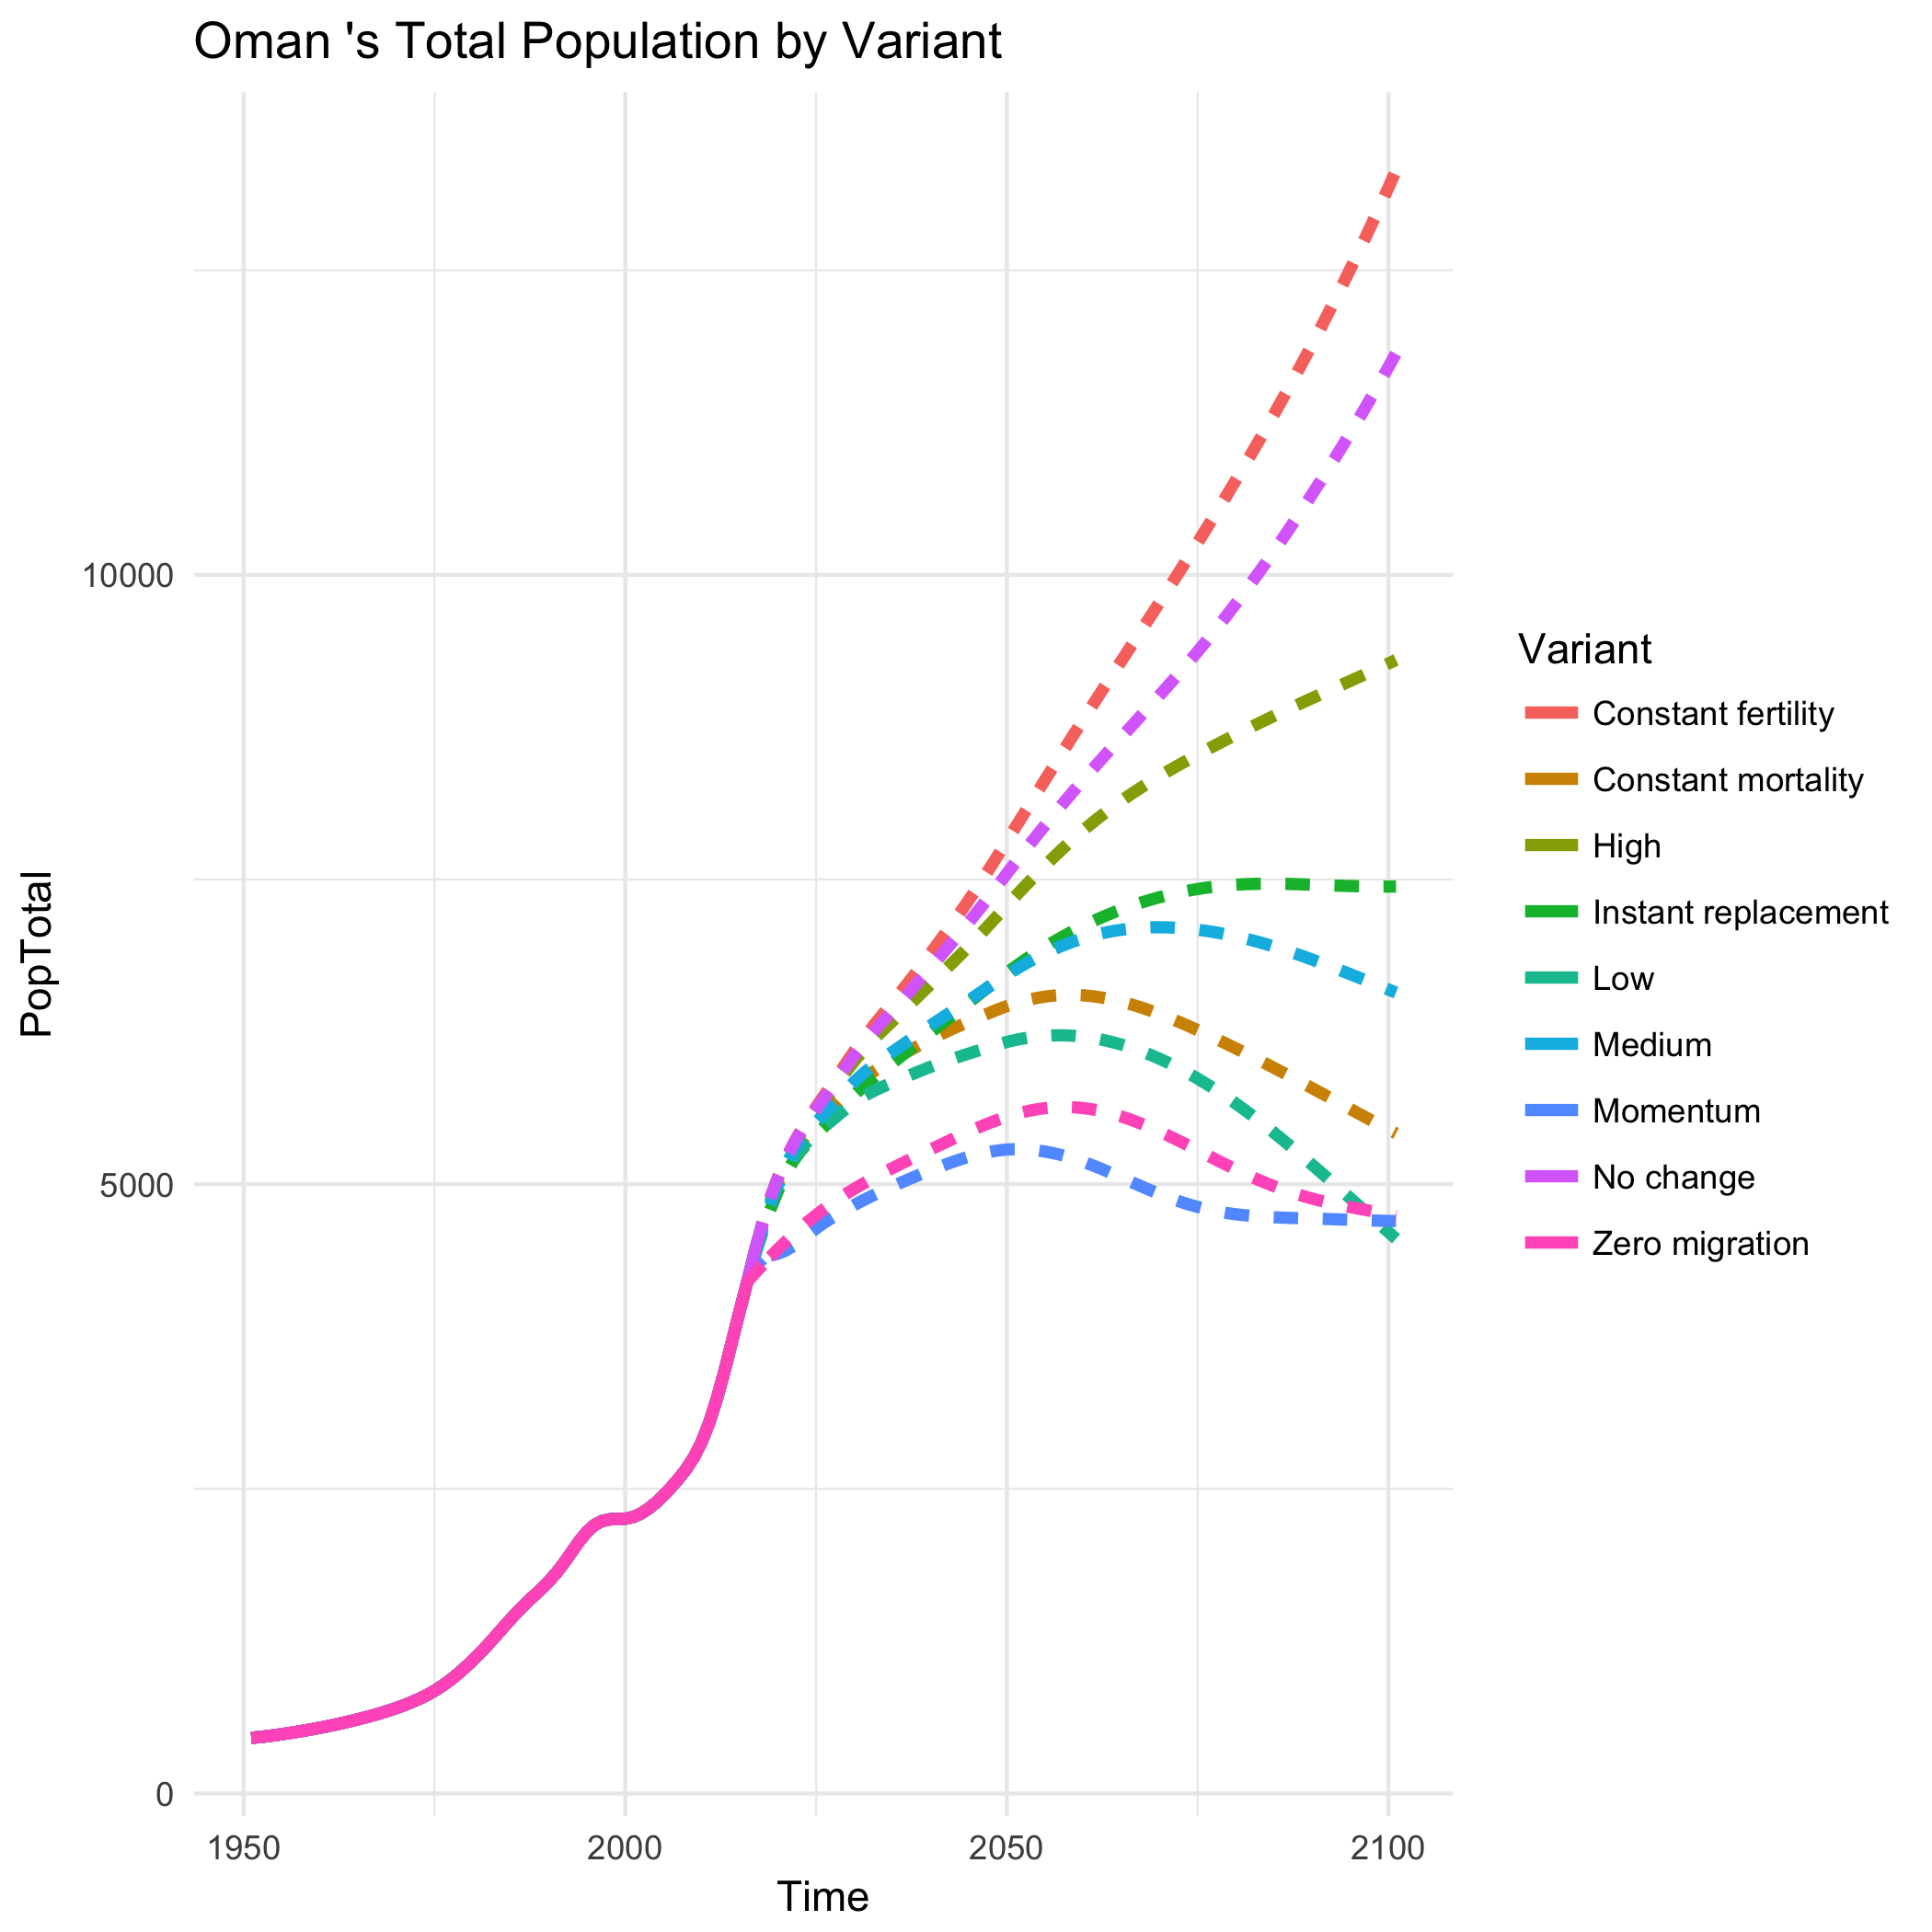 Oman 's Total Population by Variant
PopTotal
10000
5000
0
1950
2000
2050
2100
Time
Variant
Constant fertility
Constant mortality
High
Instant replacement
Low
Medium
Momentum
No change
Zero migration